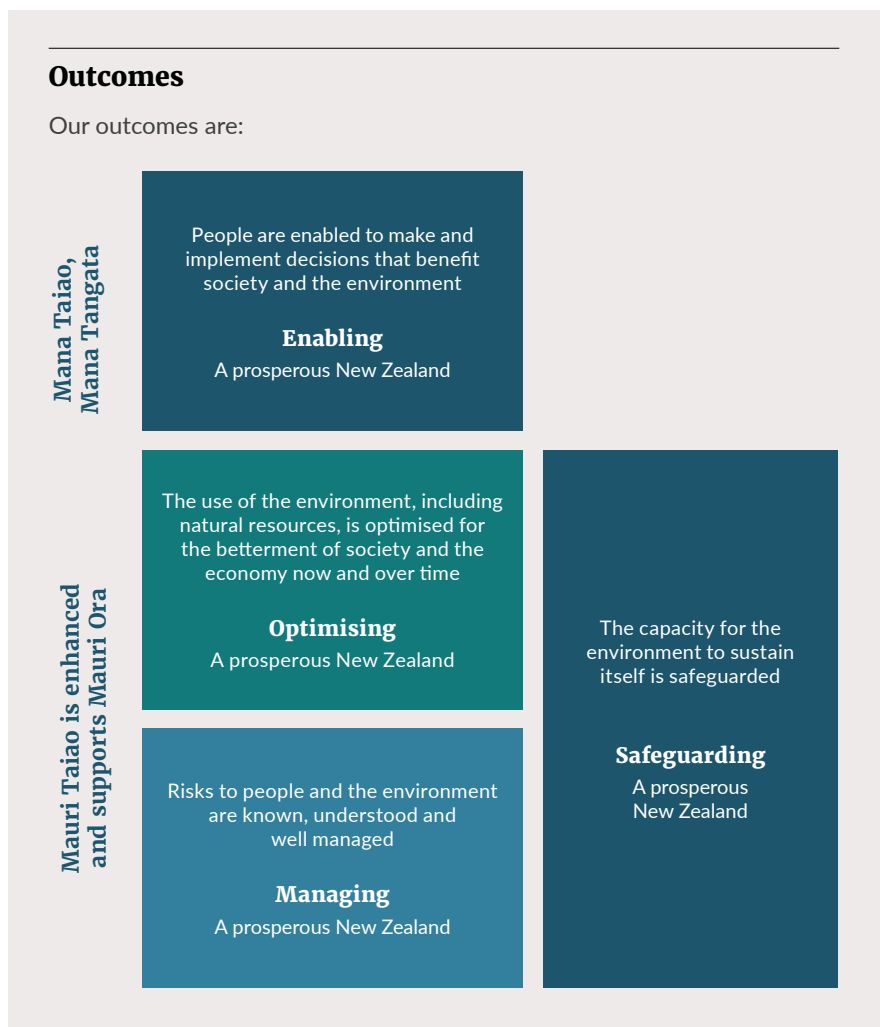 Outcomes
Our outcomes are:
Mana Taiao,
Mana Tangata
People are enabled to make and
implement decisions that benefit
society and the environment
Enabling
A prosperous New Zealand
Mauri Taiao is enhanced
and supports Mauri Ora
The use of the environment, including
natural resources, is optimised for
the betterment of society and the
economy now and over time
Optimising
A prosperous New Zealand
Risks to people and the environment
are known, understood and
well managed
Managing
A prosperous New Zealand
The capacity for the
environment to sustain
itself is safeguarded
Safeguarding
A prosperous
New Zealand